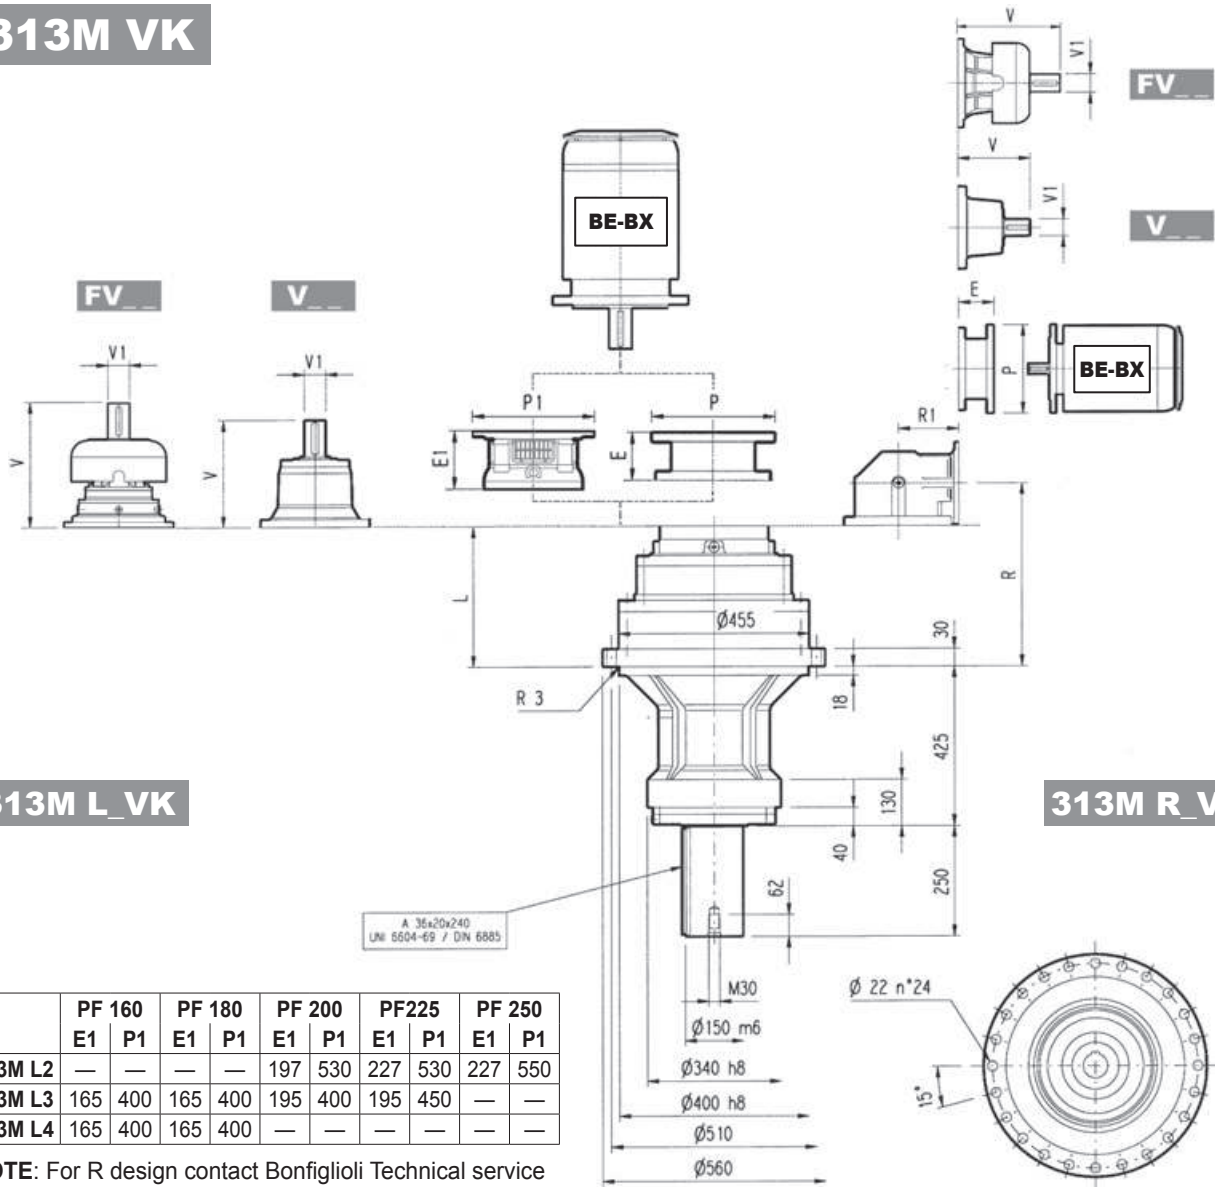 313M VK
V
V1
FV_ _
V
V1
V_ _
BE-BX
FV_ _
V_ _
E
P
BE-BX
V1
V1
P1
P
R1
V
V
E1
E
L
R
Ø455
30
R 3
18
425
313M L_VK
130
313M R_V
40
250
62
A 36x20x240
UNI 6604-69 / DIN 6885
M30
Ø 22 n°24
Ø150 m6
Ø340 h8
Ø400 h8
Ø510
Ø560
15°
PF 160 PF 180 PF 200 PF225 PF 250
E1 P1 E1 P1 E1 P1 E1 P1 E1 P1
3M L2 — — — — 197 530 227 530 227 550
3M L3 165 400 165 400 195 400 195 450 — —
3M L4 165 400 165 400 — — — — — —
OTE: For R design contact Bonfiglioli Technical service